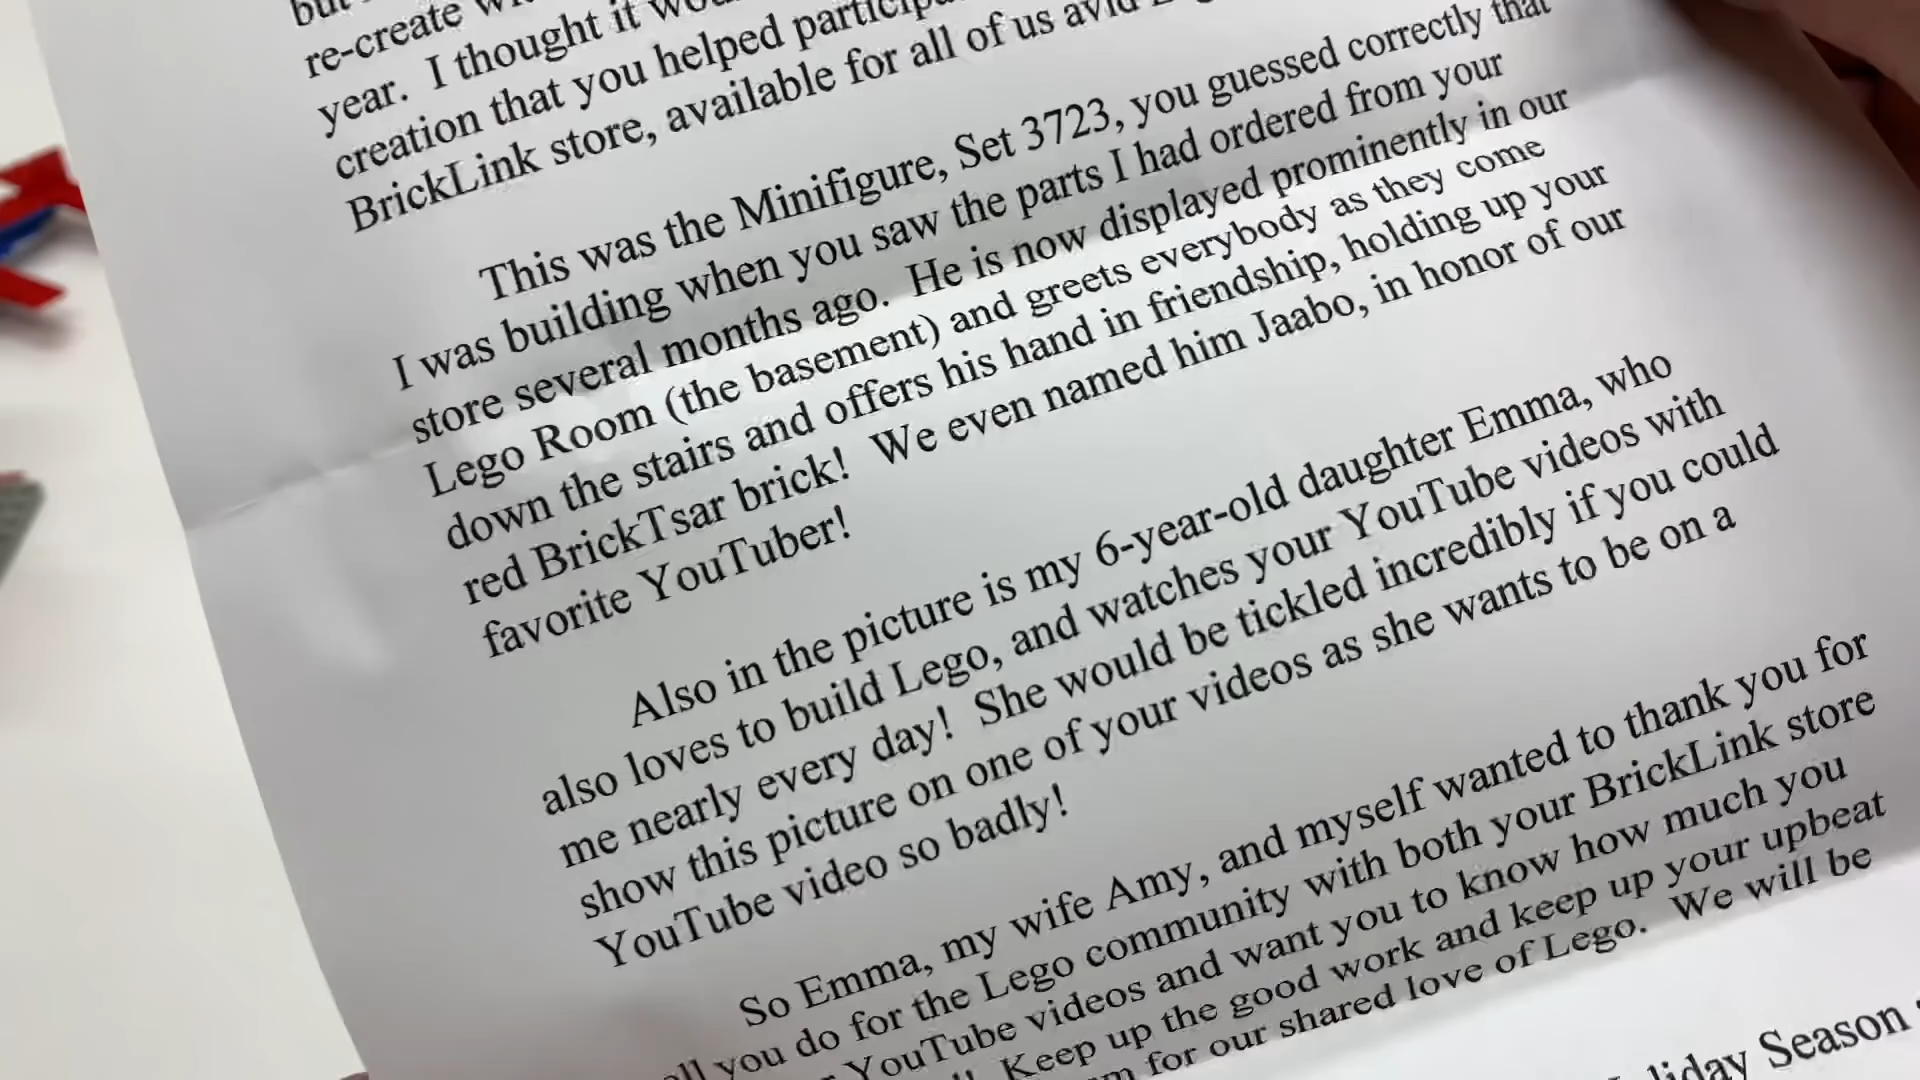 but
re-create
year.  I thought it
creation that you helped
BrickLink store, available for all of us avid
This was the Minifigure, Set 3723, you guessed correctly that
I was building when you saw the parts I had ordered from your
store several months ago.  He is now displayed prominently in our
Lego Room (the basement) and greets everybody as they come
down the stairs and offers his hand in friendship, holding up your
red BrickTsar brick!  We even named him Jaabo, in honor of our
favorite YouTuber!
Also in the picture is my 6-year-old daughter Emma, who
also loves to build Lego, and watches your YouTube videos with
me nearly every day!  She would be tickled incredibly if you could
show this picture on one of your videos as she wants to be on a
YouTube video so badly!
So Emma, my wife Amy, and myself wanted to thank you for
all you do for the Lego community with both your BrickLink store
YouTube videos and want you to know how much you
Keep up the good work and keep up your upbeat
for our shared love of Lego.  We will be
Season